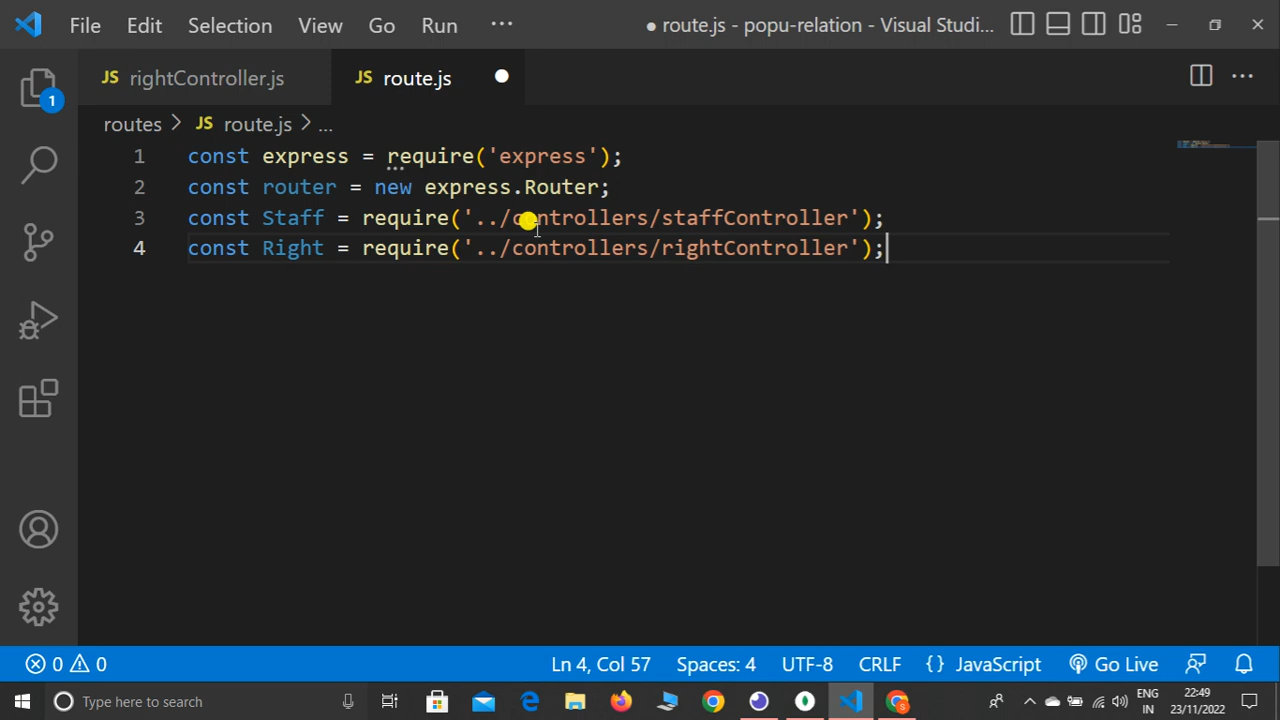 File Edit View Go Run ··· ● route.js - popu-relation - Visual Studi...
Selection
JS rightController.js JS route.js ● ···
routes > JS route.js > ...
1 const express = require('express');
2 const router = new express.Router;
3 const Staff = require('../controllers/staffController');
4 const Right = require('../controllers/rightController');
1
0 0 Ln 4, Col 57 Spaces: 4 UTF-8 CRLF {} JavaScript Go Live
Type here to search
S
ENG 22:49
IN 23/11/2022